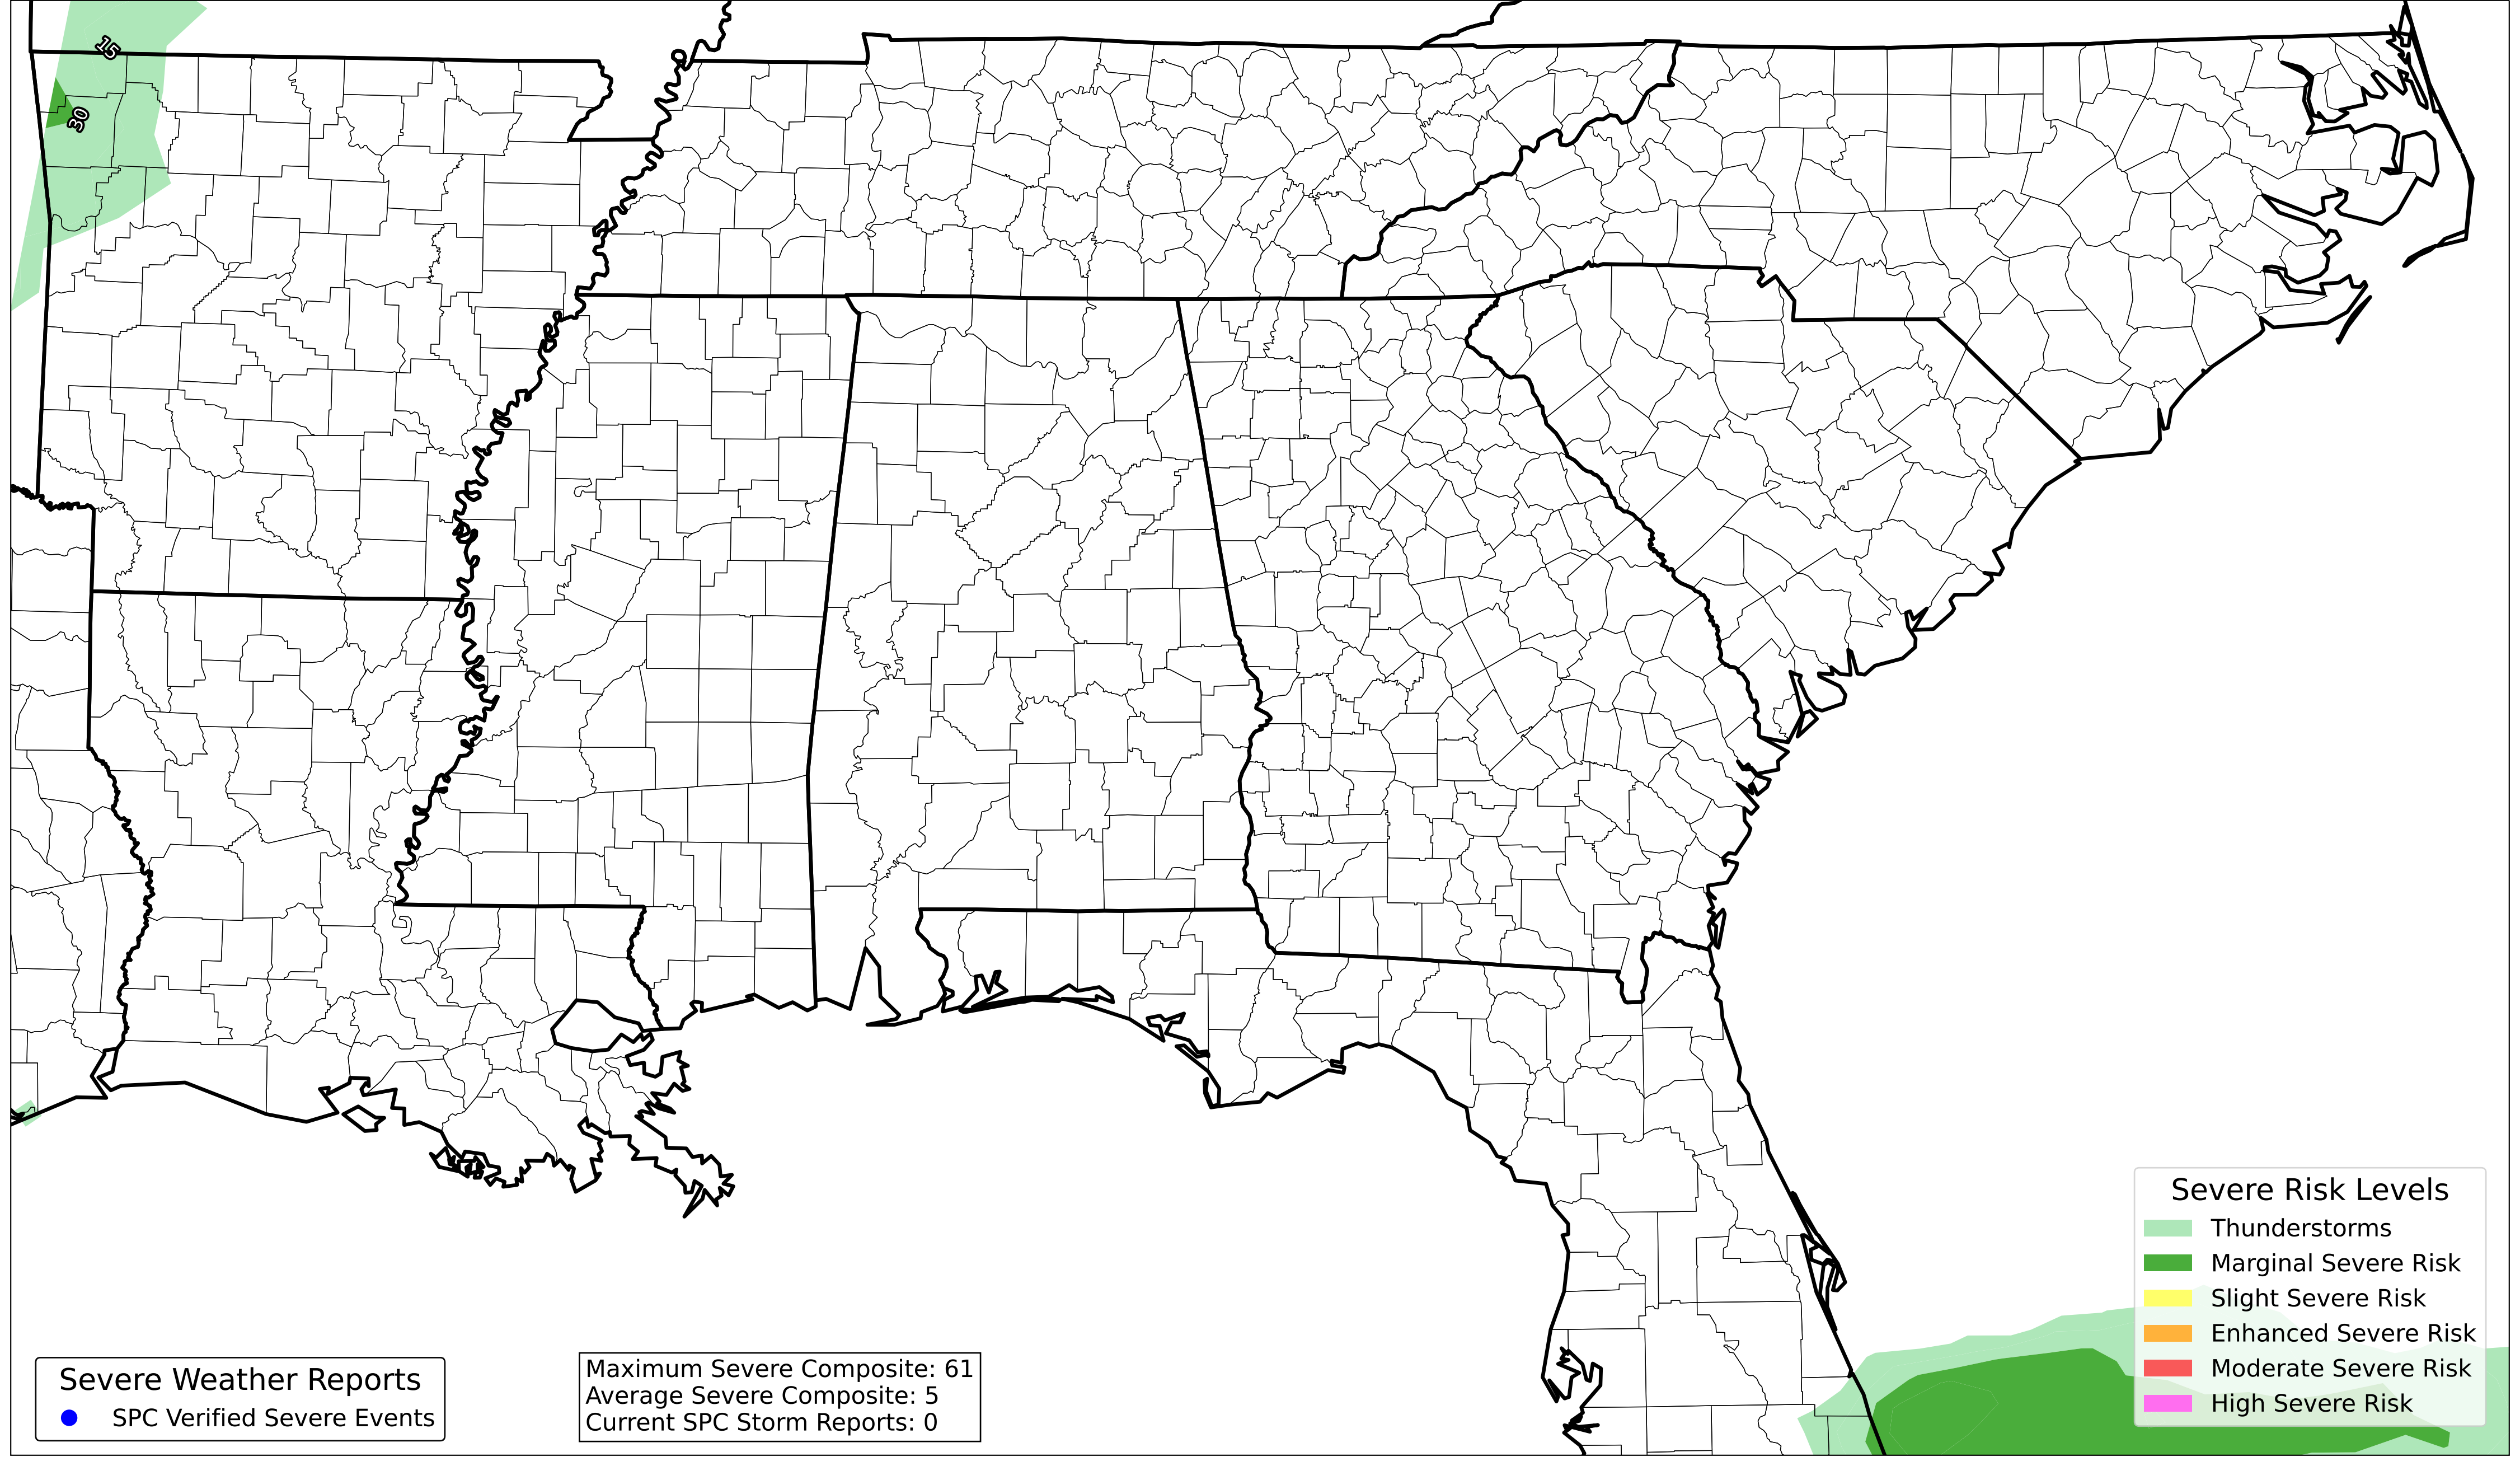 15
30
Severe Risk Levels
Thunderstorms
Marginal Severe Risk
Slight Severe Risk
Enhanced Severe Risk
Moderate Severe Risk
High Severe Risk
Severe Weather Reports
SPC Verified Severe Events
Maximum Severe Composite: 61
Average Severe Composite: 5
Current SPC Storm Reports: 0